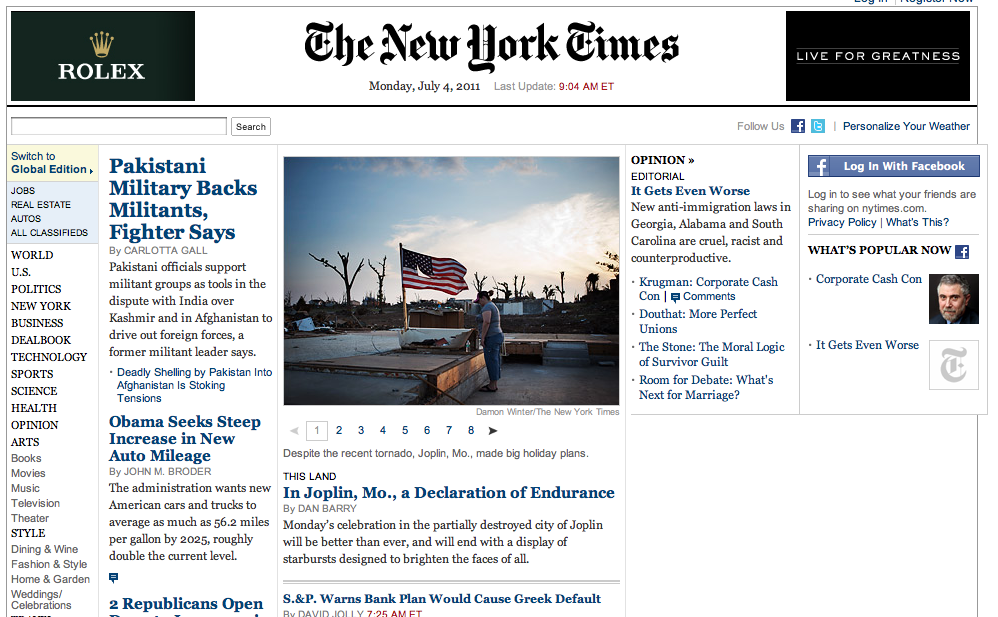 Log In | Register Now
ROLEX
The New York Times
Monday, July 4, 2011 Last Update: 9:04 AM ET
LIVE FOR GREATNESS
Search
Follow Us | Personalize Your Weather
Switch to
Global Edition
JOBS
REAL ESTATE
AUTOS
ALL CLASSIFIEDS
WORLD
U.S.
POLITICS
NEW YORK
BUSINESS
DEALBOOK
TECHNOLOGY
SPORTS
SCIENCE
HEALTH
OPINION
ARTS
Books
Movies
Music
Television
Theater
STYLE
Dining & Wine
Fashion & Style
Home & Garden
Weddings/
Celebrations
Pakistani
Military Backs
Militants,
Fighter Says
By CARLOTTA GALL
Pakistani officials support
militant groups as tools in the
dispute with India over
Kashmir and in Afghanistan to
drive out foreign forces, a
former militant leader says.
· Deadly Shelling by Pakistan Into
Afghanistan Is Stoking
Tensions
Obama Seeks Steep
Increase in New
Auto Mileage
By JOHN M. BRODER
The administration wants new
American cars and trucks to
average as much as 56.2 miles
per gallon by 2025, roughly
double the current level.
2 Republicans Open
Damon Winter/The New York Times
1 2 3 4 5 6 7 8
Despite the recent tornado, Joplin, Mo., made big holiday plans.
THIS LAND
In Joplin, Mo., a Declaration of Endurance
By DAN BARRY
Monday's celebration in the partially destroyed city of Joplin
will be better than ever, and will end with a display of
starbursts designed to brighten the faces of all.
S.&P. Warns Bank Plan Would Cause Greek Default
By DAVID JOLLY 7:25 AM ET
OPINION »
EDITORIAL
It Gets Even Worse
New anti-immigration laws in
Georgia, Alabama and South
Carolina are cruel, racist and
counterproductive.
· Krugman: Corporate Cash
Con | Comments
· Douthat: More Perfect
Unions
· The Stone: The Moral Logic
of Survivor Guilt
· Room for Debate: What's
Next for Marriage?
f Log In With Facebook
Log in to see what your friends are
sharing on nytimes.com.
Privacy Policy | What's This?
WHAT'S POPULAR NOW
· Corporate Cash Con
· It Gets Even Worse